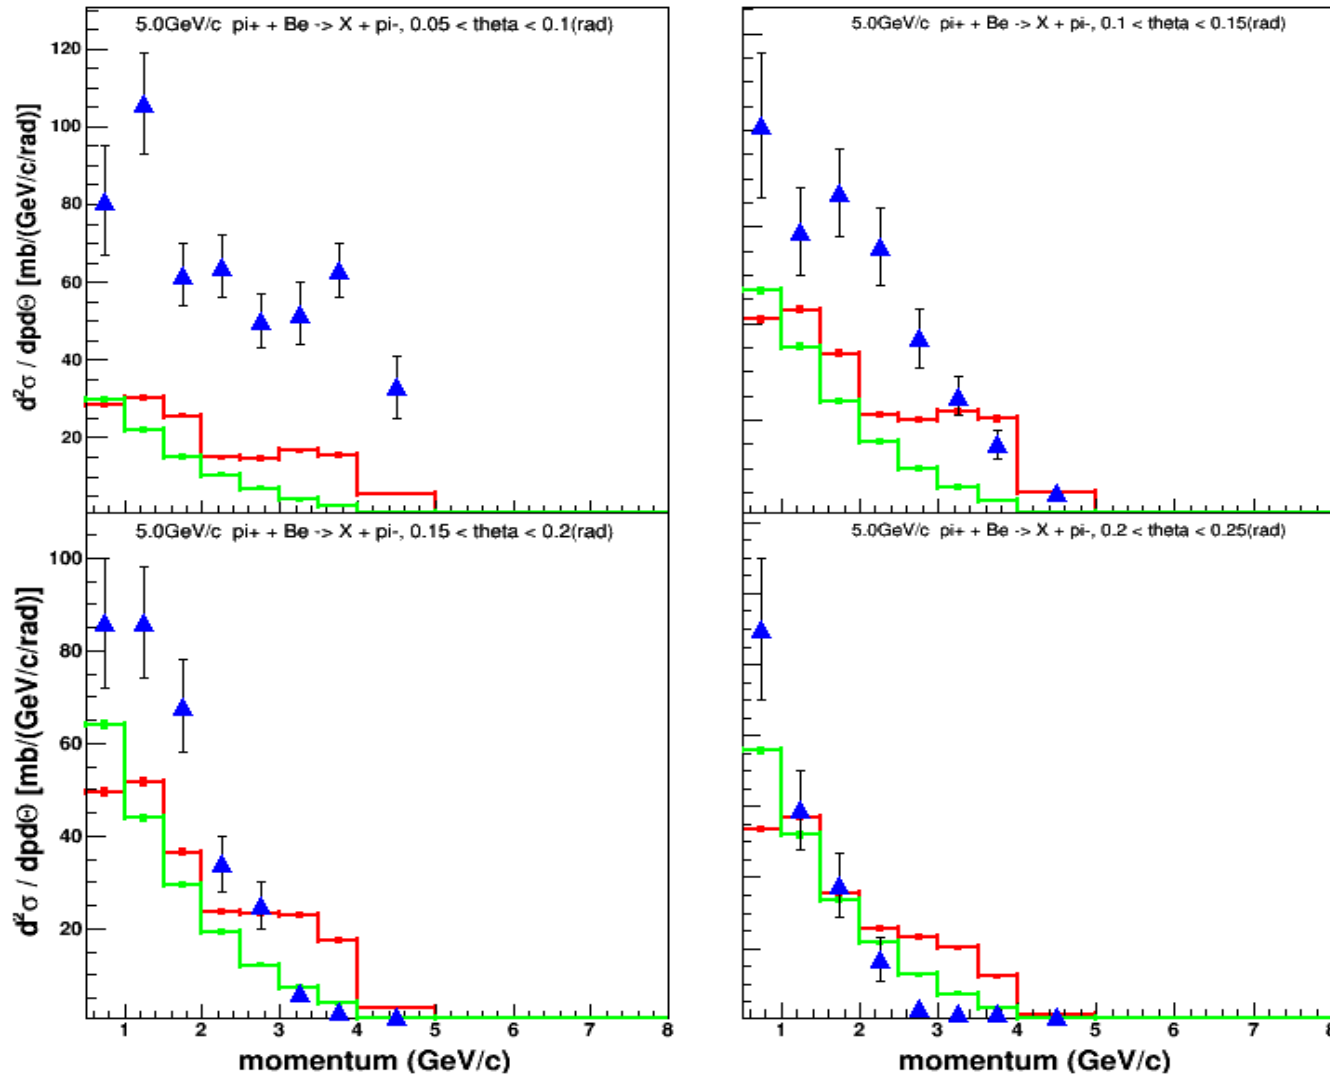 5.0GeV/c pi+ + Be -> X + pi-, 0.05 < theta < 0.1(rad)
5.0GeV/c pi+ + Be -> X + pi-, 0.1 < theta < 0.15(rad)
120
100
80
60
40
20
d²σ / dpdΘ [mb/(GeV/c/rad)]
5.0GeV/c pi+ + Be -> X + pi-, 0.15 < theta < 0.2(rad)
5.0GeV/c pi+ + Be -> X + pi-, 0.2 < theta < 0.25(rad)
100
80
60
40
20
d²σ / dpdΘ [mb/(GeV/c/rad)]
1 2 3 4 5 6 7 8
1 2 3 4 5 6 7 8
momentum (GeV/c)
momentum (GeV/c)